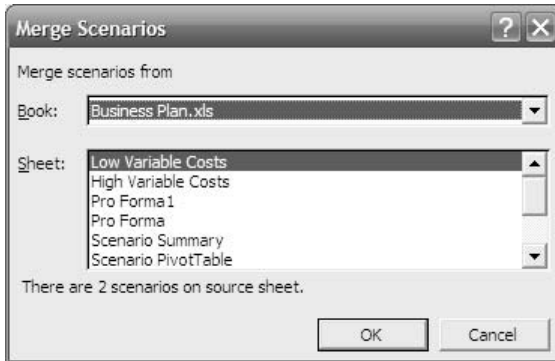 Merge Scenarios
Merge scenarios from
Book: Business Plan.xls
Sheet: Low Variable Costs
High Variable Costs
Pro Forma1
Pro Forma
Scenario Summary
Scenario PivotTable
There are 2 scenarios on source sheet.
OK Cancel